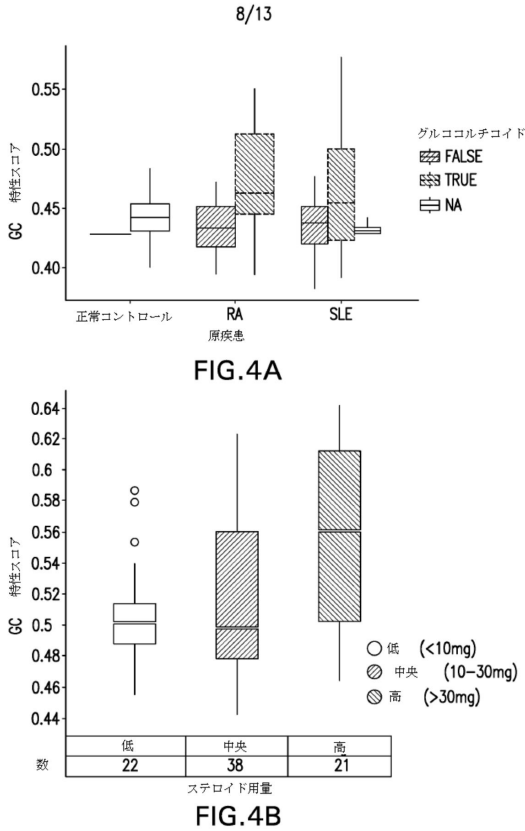 8/13
0.55
0.50
0.45
0.40
GC 特性スコア
グルココルチコイド
FALSE
TRUE
NA
正常コントロール RA SLE
原疾患
FIG.4A
0.64
0.62
0.6
0.58
0.56
0.54
0.52
0.5
0.48
0.46
0.44
GC 特性スコア
低 (<10mg)
中央 (10-30mg)
高 (>30mg)
低 中央 高
数 22 38 21
ステロイド用量
FIG.4B